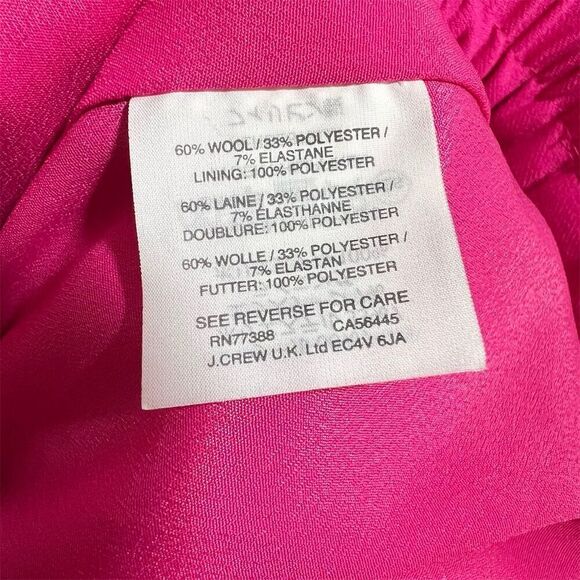 60% WOOL / 33% POLYESTER /
7% ELASTANE
LINING: 100% POLYESTER
60% LAINE / 33% POLYESTER /
7% ELASTHANNE
DOUBLURE: 100% POLYESTER
60% WOLLE / 33% POLYESTER /
7% ELASTAN
FUTTER: 100% POLYESTER
SEE REVERSE FOR CARE
RN77388 CA56445
J.CREW U.K. Ltd EC4V 6JA